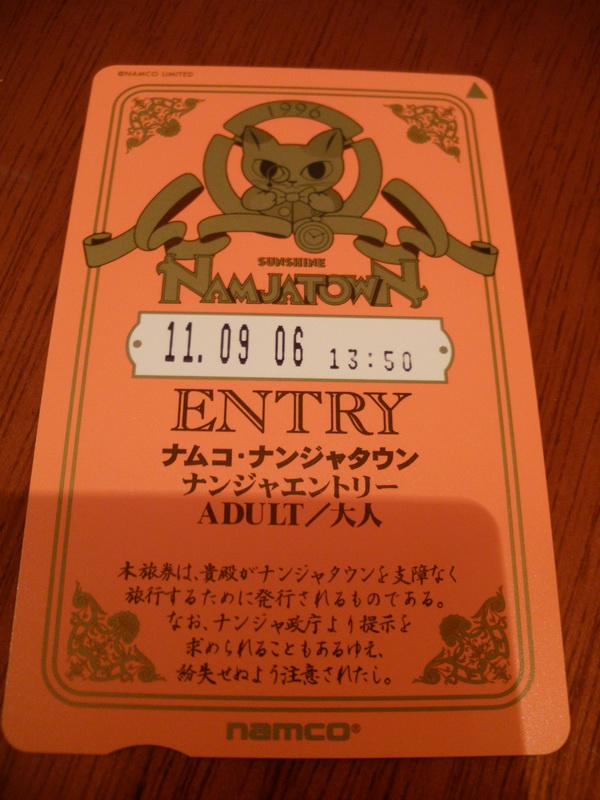 ©NAMCO LIMITED
1996
SUNSHINE
NAMJATOWN
11. 09 06 13:50
ENTRY
ナムコ・ナンジャタウン
ナンジャエントリー
ADULT/大人
本旅券は、貴殿がナンジャタウンを支障なく
旅行するために発行されるものである。
なお、ナンジャ政庁より提示を
求められることもあるゆえ、
紛失せぬよう注意されたし。
namco®